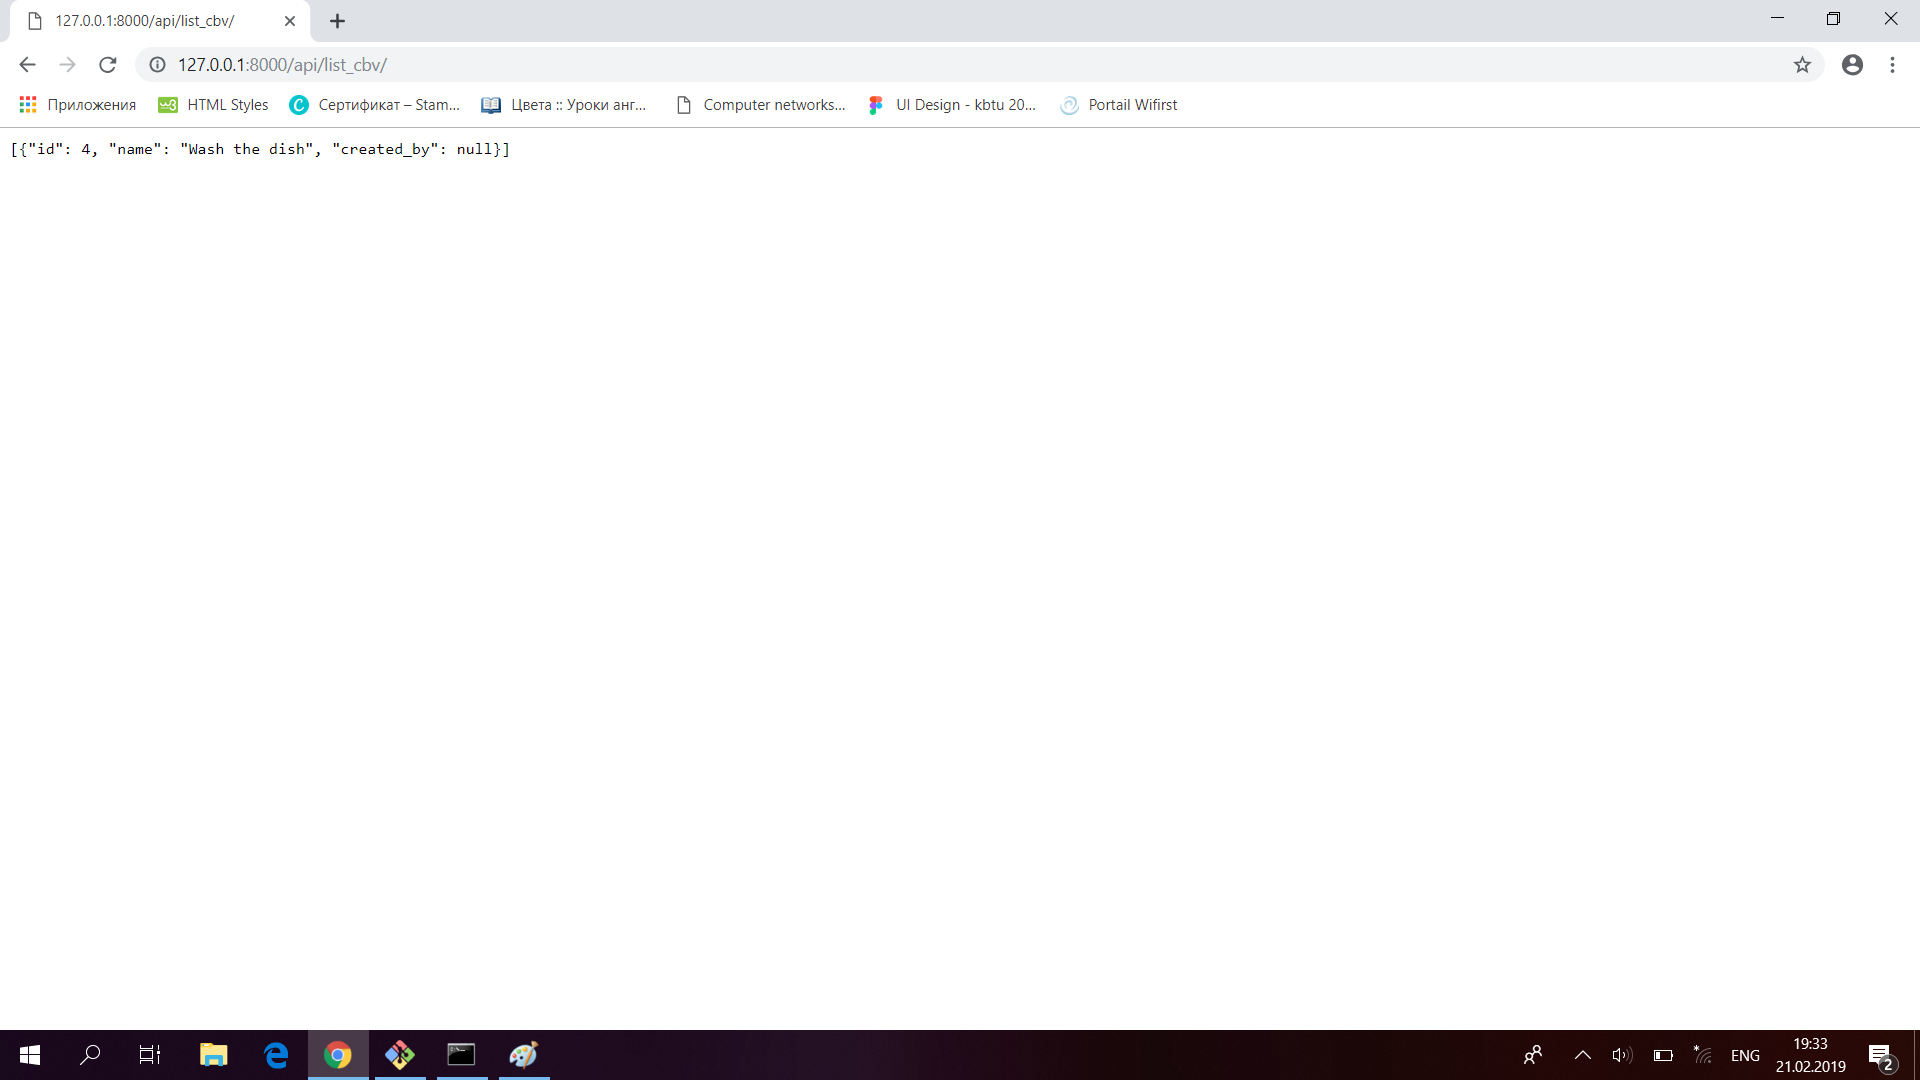 127.0.0.1:8000/api/list_cbv/
127.0.0.1:8000/api/list_cbv/
Приложения HTML Styles Сертификат – Stam... Цвета :: Уроки анг... Computer networks... UI Design - kbtu 20... Portail Wifirst
[{"id": 4, "name": "Wash the dish", "created_by": null}]
ENG
19:33
21.02.2019
2